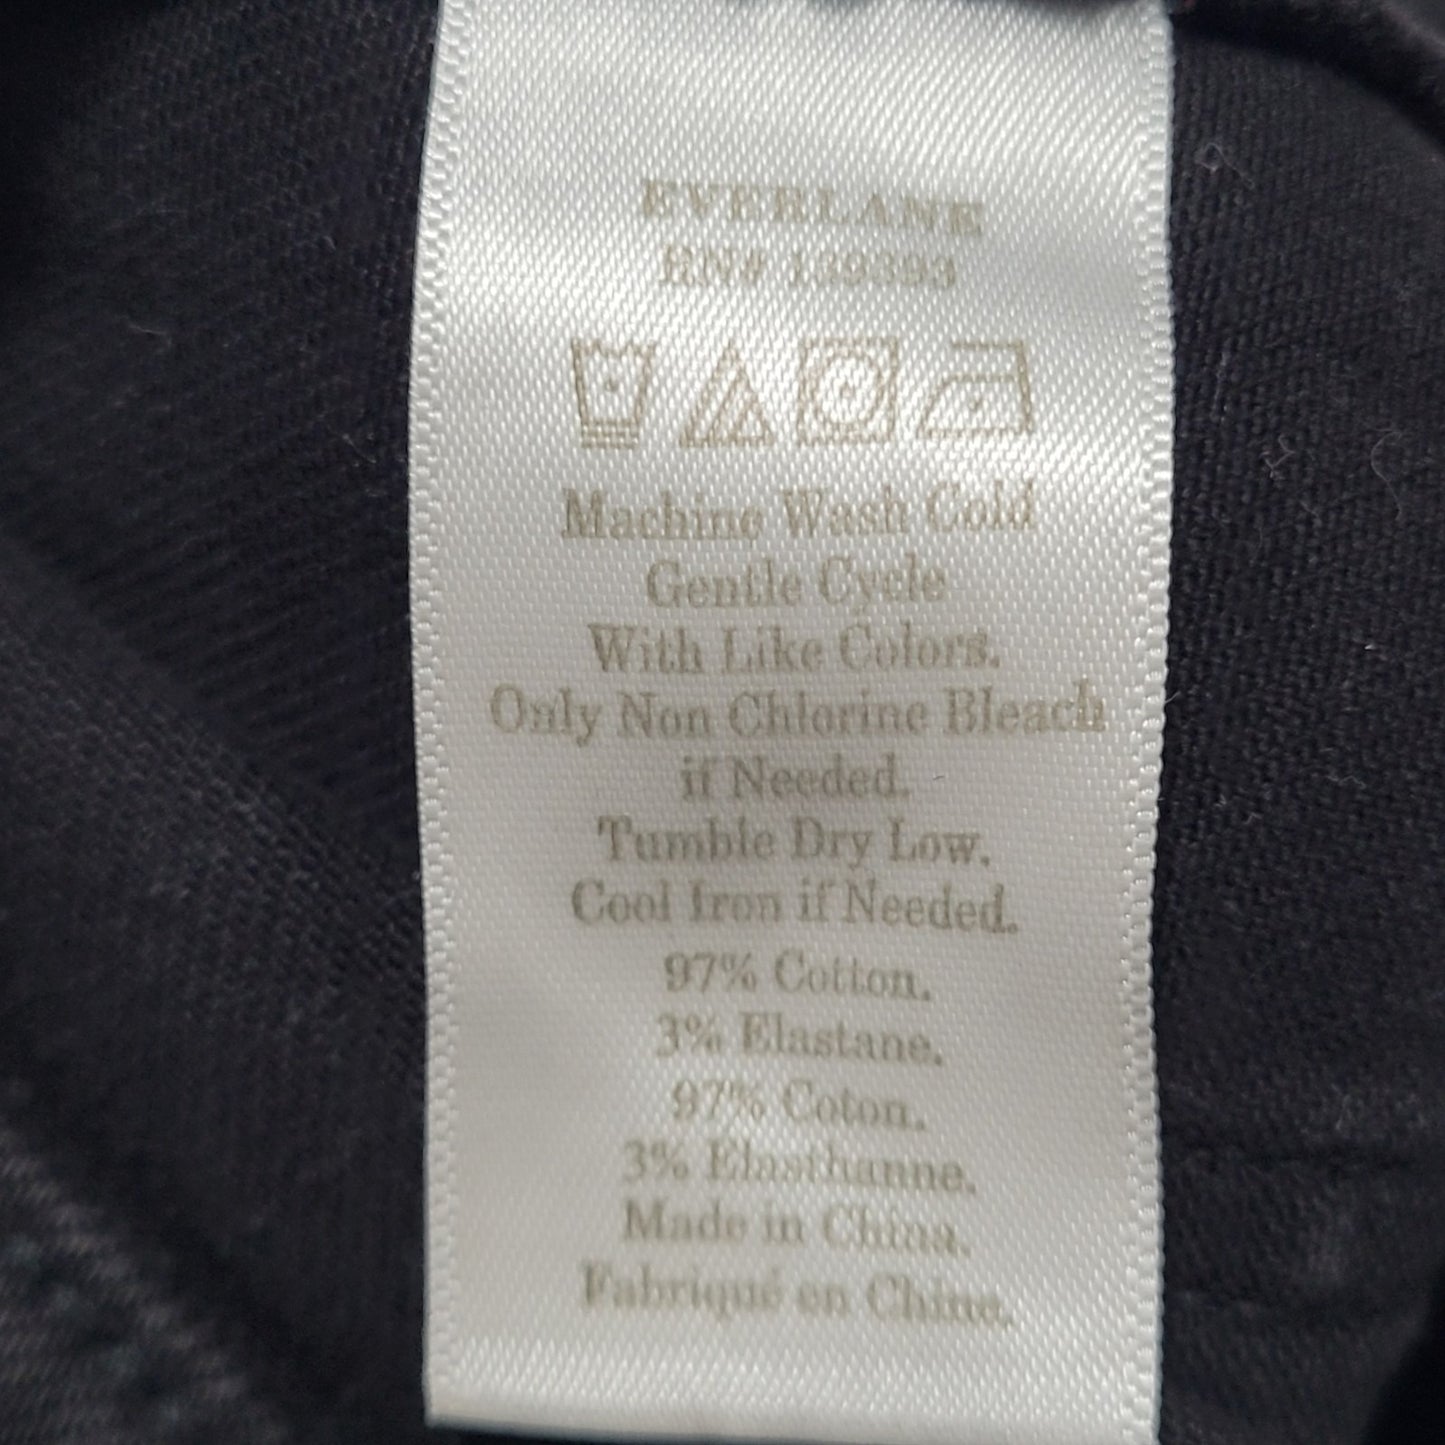 EVERLANE
RN# 139393
Machine Wash Cold
Gentle Cycle
With Like Colors.
Only Non Chlorine Bleach
if Needed.
Tumble Dry Low.
Cool Iron if Needed.
97% Cotton.
3% Elastane.
97% Coton.
3% Elasthanne.
Made in China.
Fabriqué en Chine.